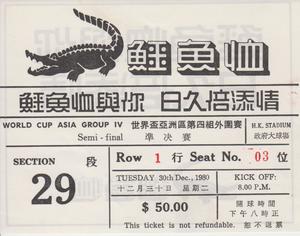 鱷魚恤
鱷魚恤與你 日久倍添情
WORLD CUP ASIA GROUP IV 世界盃亞洲區第四組外圍賽
Semi-final 準決賽
H.K. STADIUM
政府大球場
SECTION 段
29
Row 1 行 Seat No. 03 位
TUESDAY 30th Dec., 1980
十二月三十日 星期二
$ 50.00
KICK OFF:
8.00 P.M.
開球時間
下午八時正
This ticket is not refundable. 恕不退票